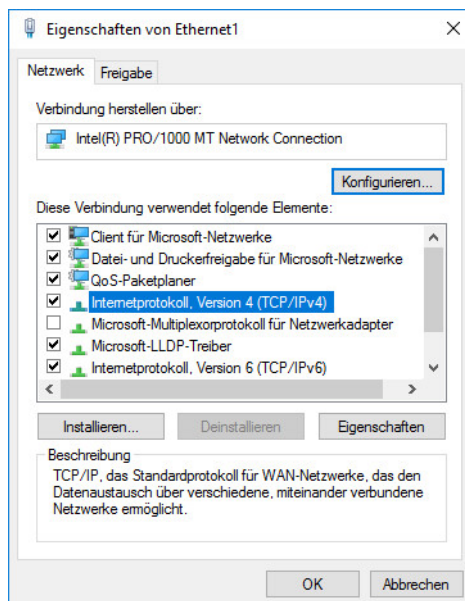 Eigenschaften von Ethernet1
Netzwerk
Freigabe
Verbindung herstellen über:
Intel(R) PRO/1000 MT Network Connection
Konfigurieren...
Diese Verbindung verwendet folgende Elemente:
Client für Microsoft-Netzwerke
Datei- und Druckerfreigabe für Microsoft-Netzwerke
QoS-Paketplaner
Internetprotokoll, Version 4 (TCP/IPv4)
Microsoft-Multiplexorprotokoll für Netzwerkadapter
Microsoft-LLDP-Treiber
Internetprotokoll, Version 6 (TCP/IPv6)
Installieren...
Deinstallieren
Eigenschaften
Beschreibung
TCP/IP, das Standardprotokoll für WAN-Netzwerke, das den
Datenaustausch über verschiedene, miteinander verbundene
Netzwerke ermöglicht.
OK
Abbrechen